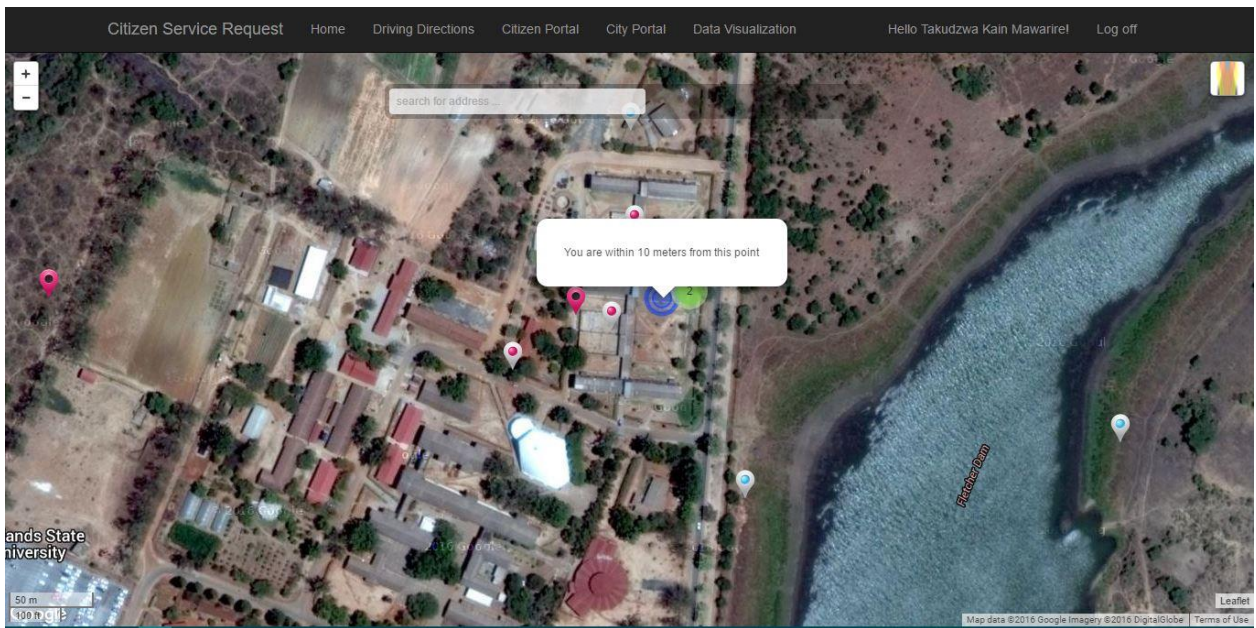 Citizen Service Request Home Driving Directions Citizen Portal City Portal Data Visualization Hello Takudzwa Kain Mawarire! Log off
+
-
search for address ...
You are within 10 meters from this point
2
Fletcher Dam
ands State
niversity
50 m
100 ft
Google
Leaflet
Map data ©2016 Google Imagery ©2016 DigitalGlobe Terms of Use